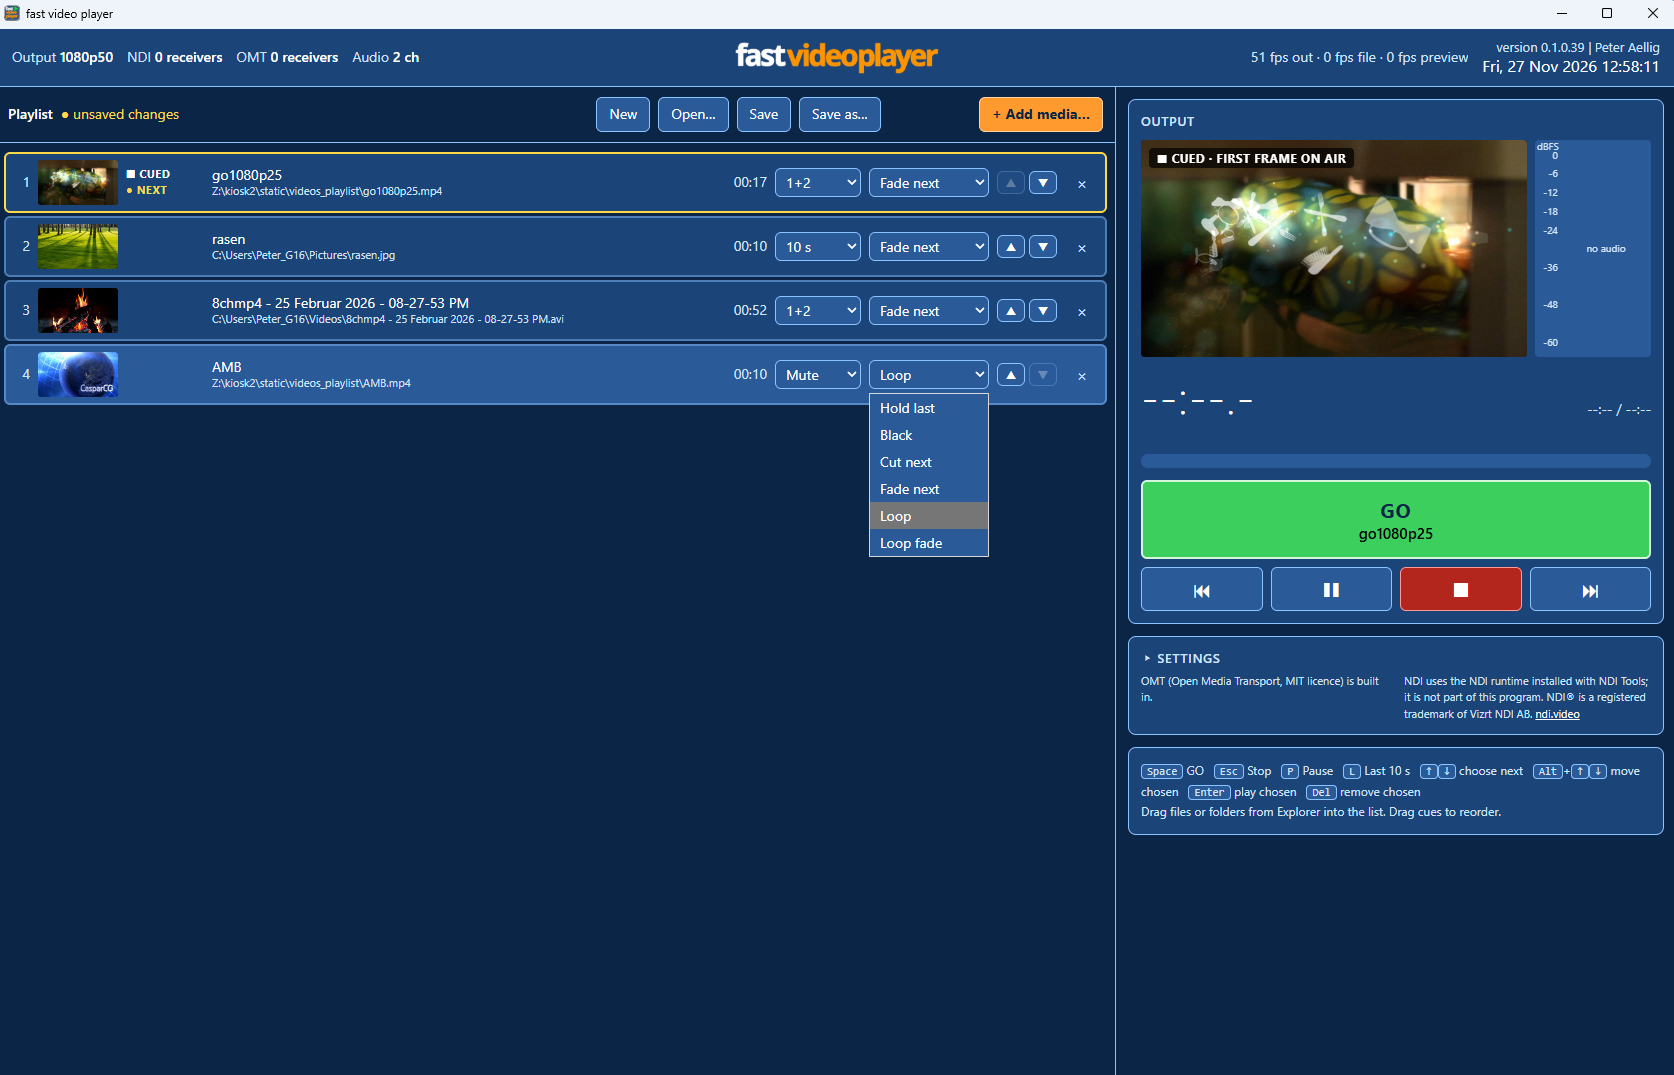 fast video player
Output 1080p50 NDI 0 receivers OMT 0 receivers Audio 2 ch
fastvideoplayer
51 fps out · 0 fps file · 0 fps preview
version 0.1.0.39 | Peter Aellig
Fri, 27 Nov 2026 12:58:11
Playlist ● unsaved changes
New Open... Save Save as... + Add media...
1
■ CUED
● NEXT
go1080p25
Z:\kiosk2\static\videos_playlist\go1080p25.mp4
00:17 1+2 Fade next ▲ ▼ ×
2
rasen
C:\Users\Peter_G16\Pictures\rasen.jpg
00:10 10 s Fade next ▲ ▼ ×
3
8chmp4 - 25 Februar 2026 - 08-27-53 PM
C:\Users\Peter_G16\Videos\8chmp4 - 25 Februar 2026 - 08-27-53 PM.avi
00:52 1+2 Fade next ▲ ▼ ×
4
CasparCG
AMB
Z:\kiosk2\static\videos_playlist\AMB.mp4
00:10 Mute Loop ▲ ▼ ×
Hold last
Black
Cut next
Fade next
Loop
Loop fade
OUTPUT
■ CUED · FIRST FRAME ON AIR
dBFS
0
-6
-12
-18
-24
-36
-48
-60
no audio
--:--.-
--:-- / --:--
GO
go1080p25
▸ SETTINGS
OMT (Open Media Transport, MIT licence) is built
in.
NDI uses the NDI runtime installed with NDI Tools;
it is not part of this program. NDI® is a registered
trademark of Vizrt NDI AB. ndi.video
Space GO Esc Stop P Pause L Last 10 s ↑ ↓ choose next Alt+↑ ↓ move
chosen Enter play chosen Del remove chosen
Drag files or folders from Explorer into the list. Drag cues to reorder.